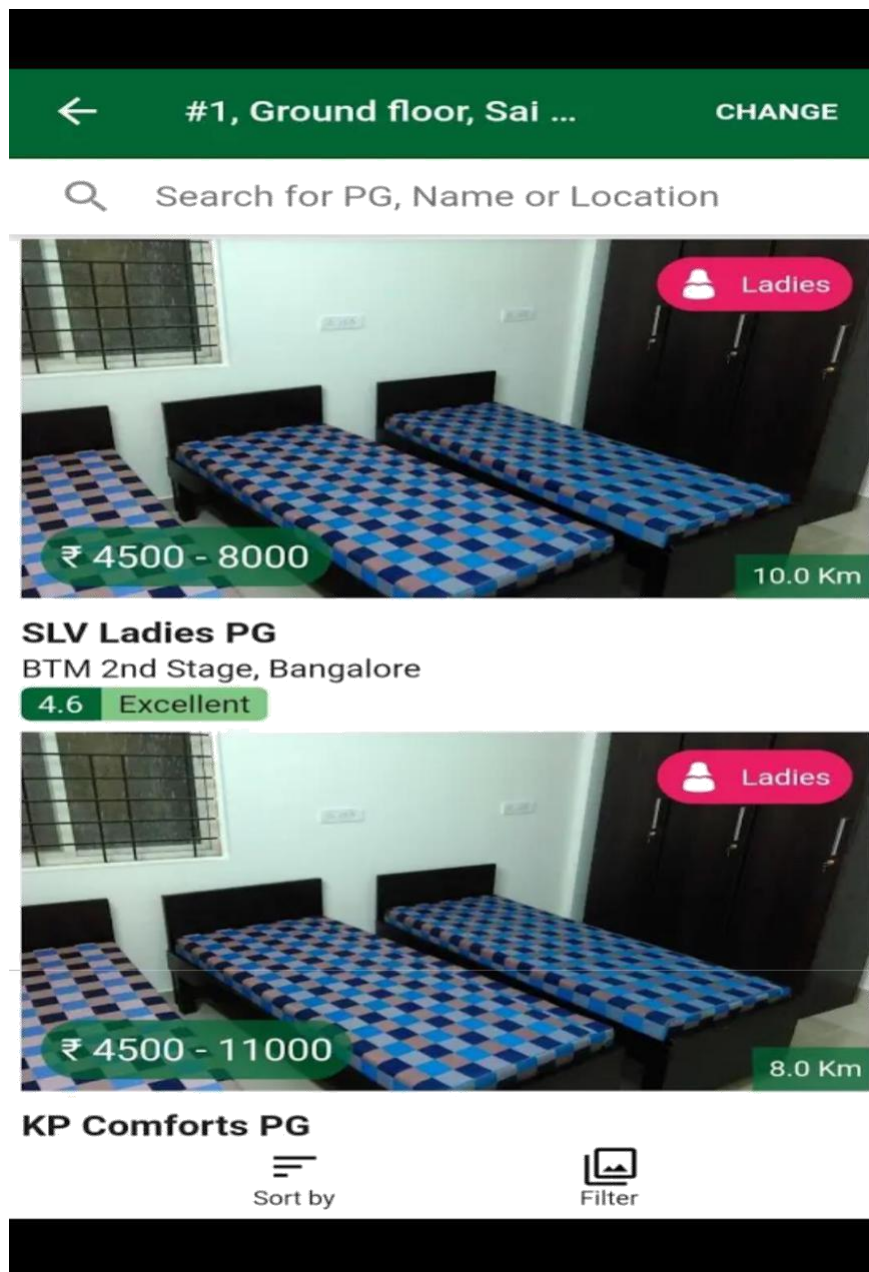 #1, Ground floor, Sai ...
CHANGE
Search for PG, Name or Location
Ladies
₹ 4500 - 8000
10.0 Km
SLV Ladies PG
BTM 2nd Stage, Bangalore
4.6 Excellent
Ladies
₹ 4500 - 11000
8.0 Km
KP Comforts PG
Sort by
Filter